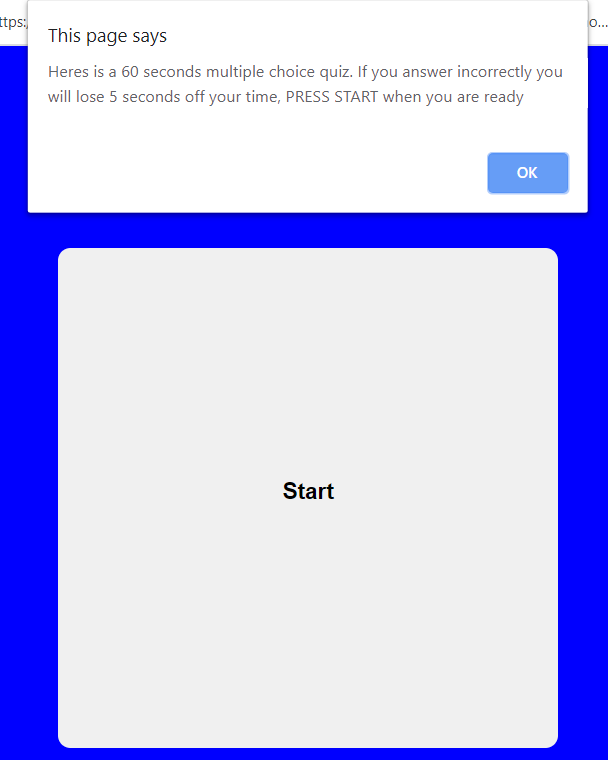 ttps:/
o...
This page says
Heres is a 60 seconds multiple choice quiz. If you answer incorrectly you
will lose 5 seconds off your time, PRESS START when you are ready
OK
Start